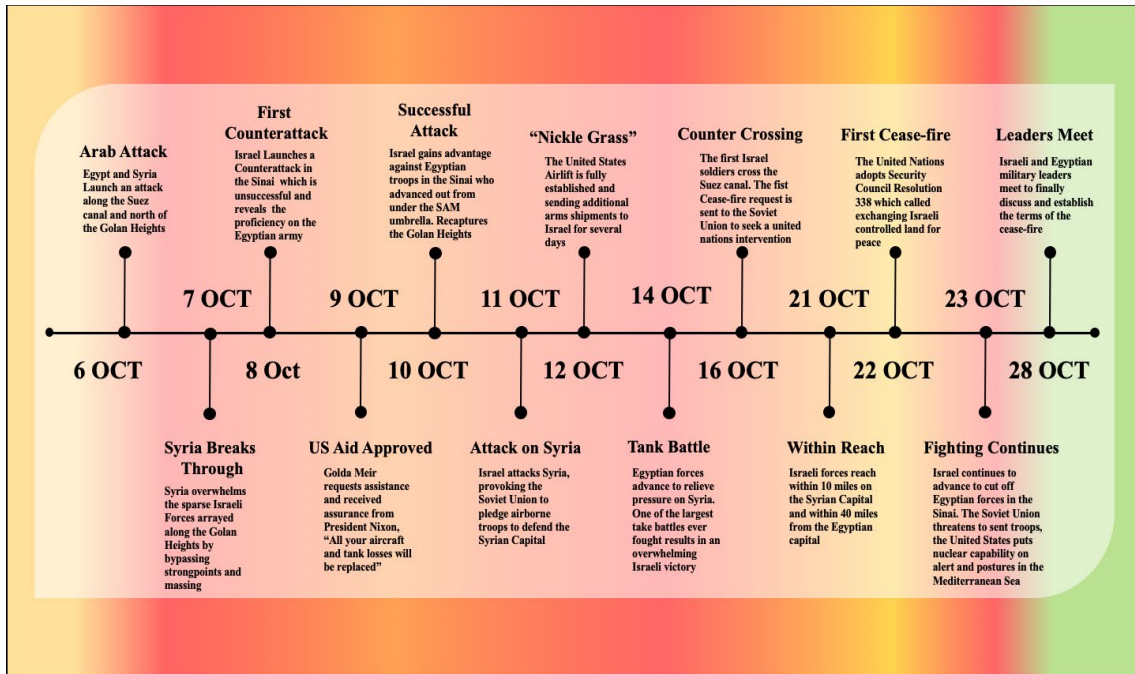 Arab Attack
Egypt and Syria
Launch an attack
along the Suez
canal and north of
the Golan Heights
6 OCT
7 OCT
Syria Breaks
Through
Syria overwhelms
the sparse Israeli
Forces arrayed
along the Golan
Heights by
bypassing
strongpoints and
massing
First
Counterattack
Israel Launches a
Counterattack in
the Sinai which is
unsuccessful and
reveals the
proficiency on the
Egyptian army
8 Oct
9 OCT
US Aid Approved
Golda Meir
requests assistance
and received
assurance from
President Nixon,
“All your aircraft
and tank losses will
be replaced”
Successful
Attack
Israel gains advantage
against Egyptian
troops in the Sinai who
advanced out from
under the SAM
umbrella. Recaptures
the Golan Heights
10 OCT
11 OCT
Attack on Syria
Israel attacks Syria,
provoking the
Soviet Union to
pledge airborne
troops to defend the
Syrian Capital
“Nickle Grass”
The United States
Airlift is fully
established and
sending additional
arms shipments to
Israel for several
days
12 OCT
14 OCT
Tank Battle
Egyptian forces
advance to relieve
pressure on Syria.
One of the largest
take battles ever
fought results in an
overwhelming
Israeli victory
Counter Crossing
The first Israel
soldiers cross the
Suez canal. The fist
Cease-fire request is
sent to the Soviet
Union to seek a united
nations intervention
16 OCT
21 OCT
Within Reach
Israeli forces reach
within 10 miles on
the Syrian Capital
and within 40 miles
from the Egyptian
capital
First Cease-fire
The United Nations
adopts Security
Council Resolution
338 which called
exchanging Israeli
controlled land for
peace
22 OCT
23 OCT
Fighting Continues
Israel continues to
advance to cut off
Egyptian forces in the
Sinai. The Soviet Union
threatens to sent troops,
the United States puts
nuclear capability on
alert and postures in the
Mediterranean Sea
Leaders Meet
Israeli and Egyptian
military leaders
meet to finally
discuss and establish
the terms of the
cease-fire
28 OCT